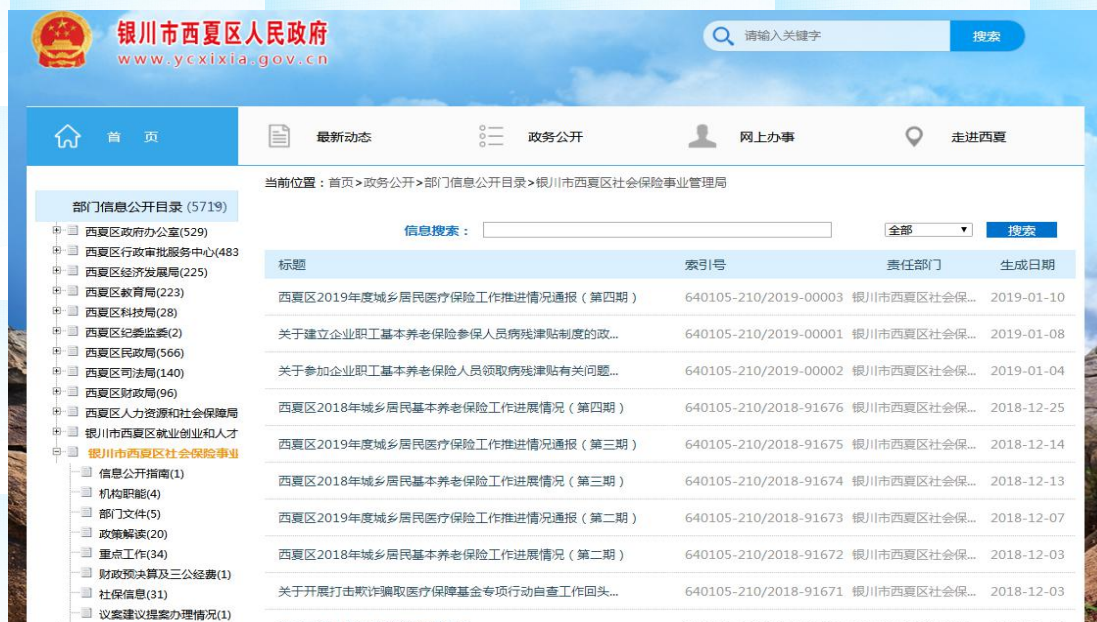 银川市西夏区人民政府
www.ycxixia.gov.cn
请输入关键字
搜索
首 页
最新动态
政务公开
网上办事
走进西夏
当前位置：首页>政务公开>部门信息公开目录>银川市西夏区社会保险事业管理局
部门信息公开目录 (5719)
西夏区政府办公室(529)
西夏区行政审批服务中心(483
西夏区经济发展局(225)
西夏区教育局(223)
西夏区科技局(28)
西夏区纪委监委(2)
西夏区民政局(566)
西夏区司法局(140)
西夏区财政局(96)
西夏区人力资源和社会保障局
银川市西夏区就业创业和人才
银川市西夏区社会保险事业
信息公开指南(1)
机构职能(4)
部门文件(5)
政策解读(20)
重点工作(34)
财政预决算及三公经费(1)
社保信息(31)
议案建议提案办理情况(1)
信息搜索：
全部
搜索
标题 索引号 责任部门 生成日期
西夏区2019年度城乡居民医疗保险工作推进情况通报（第四期） 640105-210/2019-00003 银川市西夏区社会保... 2019-01-10
关于建立企业职工基本养老保险参保人员病残津贴制度的政... 640105-210/2019-00001 银川市西夏区社会保... 2019-01-08
关于参加企业职工基本养老保险人员领取病残津贴有关问题... 640105-210/2019-00002 银川市西夏区社会保... 2019-01-04
西夏区2018年城乡居民基本养老保险工作进展情况（第四期） 640105-210/2018-91676 银川市西夏区社会保... 2018-12-25
西夏区2019年度城乡居民医疗保险工作推进情况通报（第三期） 640105-210/2018-91675 银川市西夏区社会保... 2018-12-14
西夏区2018年城乡居民基本养老保险工作进展情况（第三期） 640105-210/2018-91674 银川市西夏区社会保... 2018-12-13
西夏区2019年度城乡居民医疗保险工作推进情况通报（第二期） 640105-210/2018-91673 银川市西夏区社会保... 2018-12-07
西夏区2018年城乡居民基本养老保险工作进展情况（第二期） 640105-210/2018-91672 银川市西夏区社会保... 2018-12-03
关于开展打击欺诈骗取医疗保障基金专项行动自查工作回头... 640105-210/2018-91671 银川市西夏区社会保... 2018-12-03